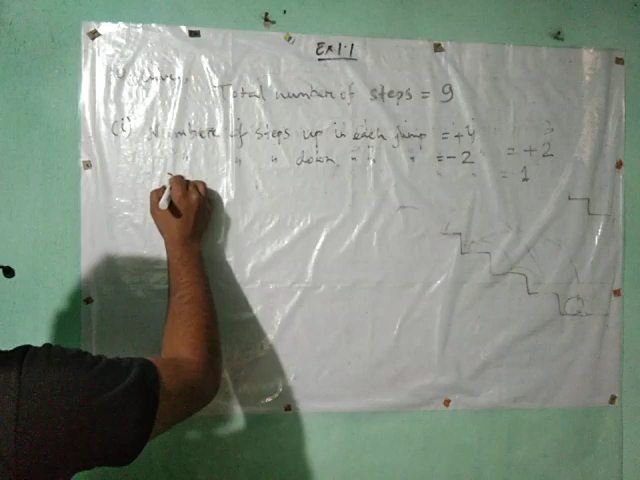 Ex 1.1
Total number of steps = 9
(i) Number of steps up in each jump = +4 3
" " " down " " " = -2 " = +2
" " = 1